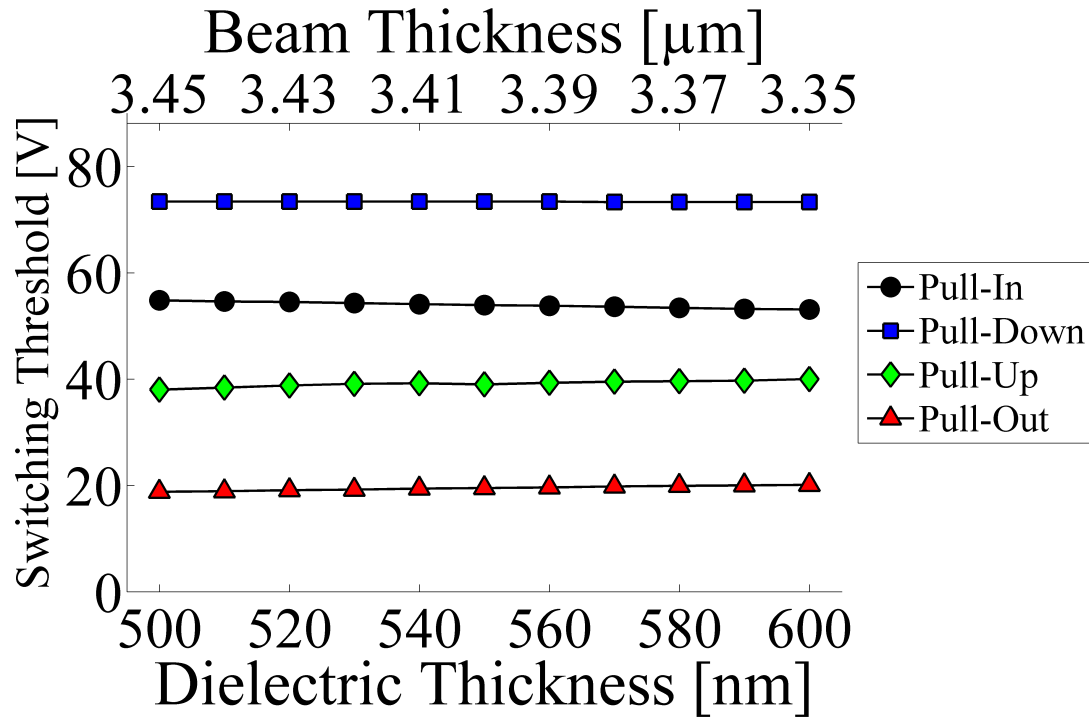 Beam Thickness [µm]
3.45 3.43 3.41 3.39 3.37 3.35
Switching Threshold [V]
80
60
40
20
0
500 520 540 560 580 600
Dielectric Thickness [nm]
Pull-In
Pull-Down
Pull-Up
Pull-Out